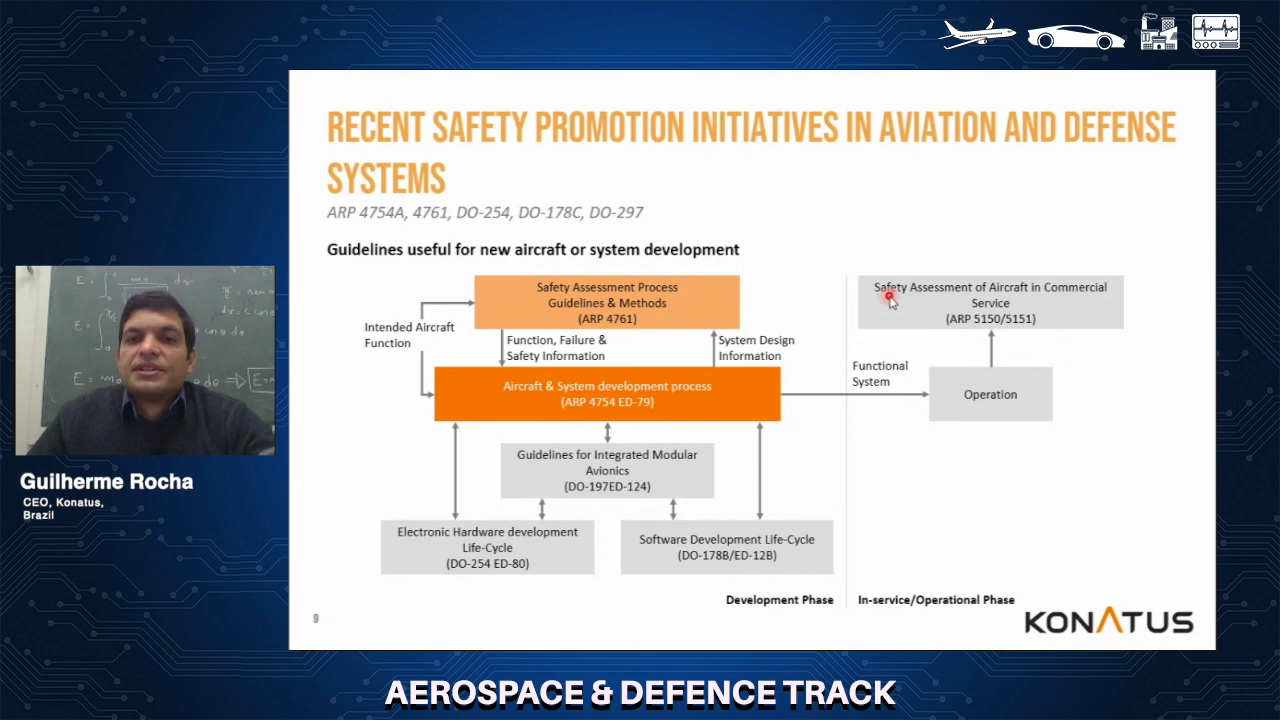 RECENT SAFETY PROMOTION INITIATIVES IN AVIATION AND DEFENSE
SYSTEMS
ARP 4754A, 4761, DO-254, DO-178C, DO-297
Guidelines useful for new aircraft or system development
Safety Assessment Process
Guidelines & Methods
(ARP 4761)
Safety Assessment of Aircraft in Commercial
Service
(ARP 5150/5151)
Intended Aircraft
Function
Function, Failure &
Safety Information
System Design
Information
Aircraft & System development process
(ARP 4754 ED-79)
Functional
System
Operation
Guidelines for Integrated Modular
Avionics
(DO-197ED-124)
Electronic Hardware development
Life-Cycle
(DO-254 ED-80)
Software Development Life-Cycle
(DO-178B/ED-12B)
Development Phase
In-service/Operational Phase
9
KONATUS
Guilherme Rocha
CEO, Konatus,
Brazil
AEROSPACE & DEFENCE TRACK